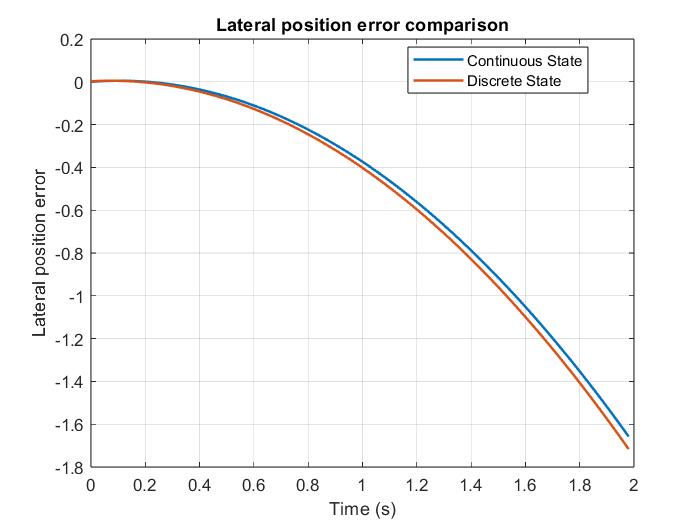 Lateral position error comparison
Continuous State
Discrete State
Lateral position error
0.2
0
-0.2
-0.4
-0.6
-0.8
-1
-1.2
-1.4
-1.6
-1.8
0 0.2 0.4 0.6 0.8 1 1.2 1.4 1.6 1.8 2
Time (s)